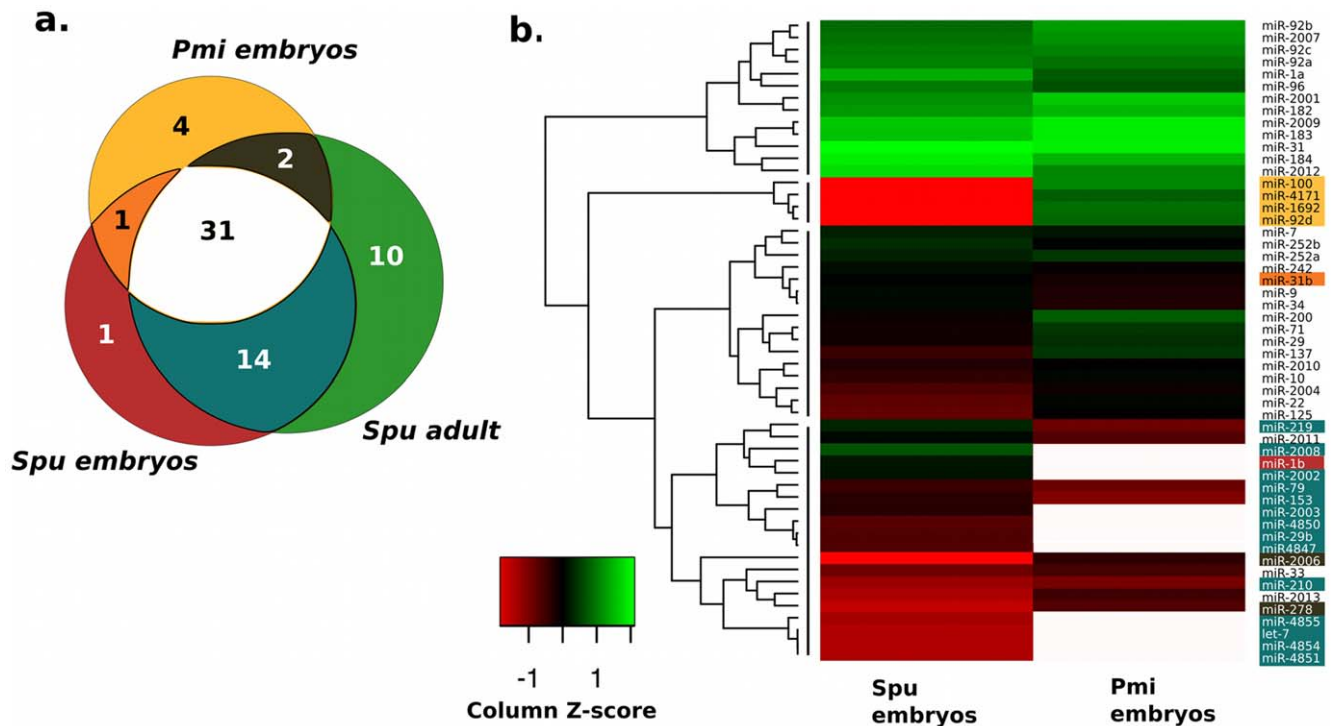 a.
Pmi embryos
4
2
1
31
10
1
14
Spu adult
Spu embryos
b.
miR-92b
miR-2007
miR-92c
miR-92a
miR-1a
miR-96
miR-2001
miR-182
miR-2009
miR-183
miR-31
miR-184
miR-2012
miR-100
miR-4171
miR-1692
miR-92d
miR-7
miR-252b
miR-252a
miR-242
miR-31b
miR-9
miR-34
miR-200
miR-71
miR-29
miR-137
miR-2010
miR-10
miR-2004
miR-22
miR-125
miR-219
miR-2011
miR-2008
miR-1b
miR-2002
miR-79
miR-153
miR-2003
miR-4850
miR-29b
miR4847
miR-2006
miR-33
miR-210
miR-2013
miR-278
miR-4855
let-7
miR-4854
miR-4851
-1 1
Column Z-score
Spu
embryos
Pmi
embryos